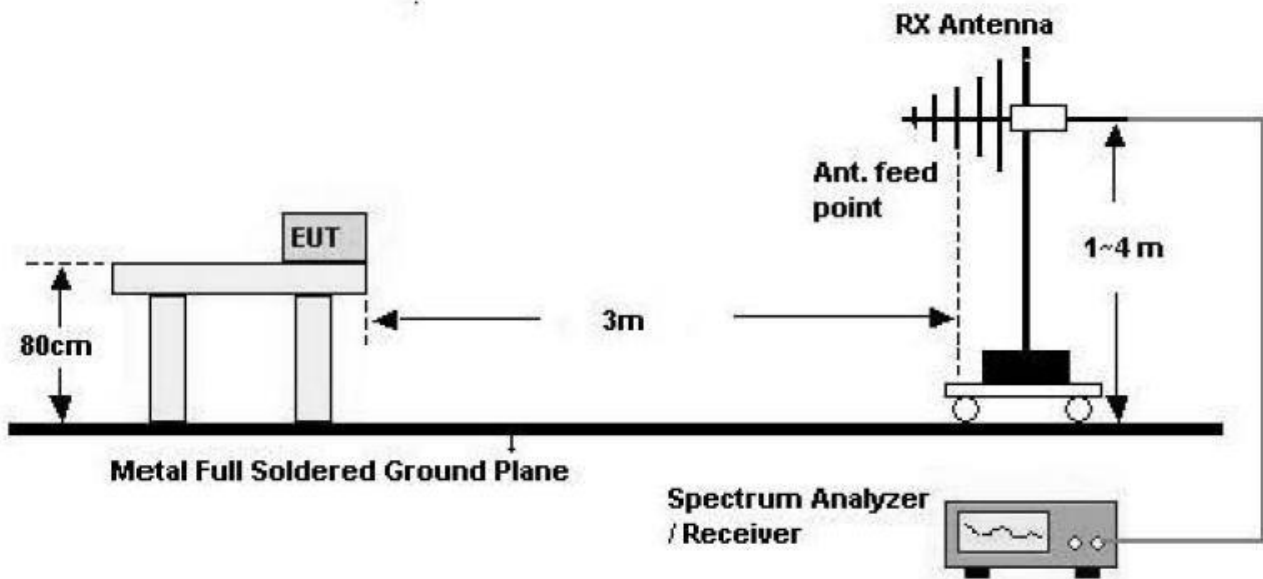 RX Antenna
Ant. feed
point
EUT
1~4 m
3m
80cm
Metal Full Soldered Ground Plane
Spectrum Analyzer
/ Receiver